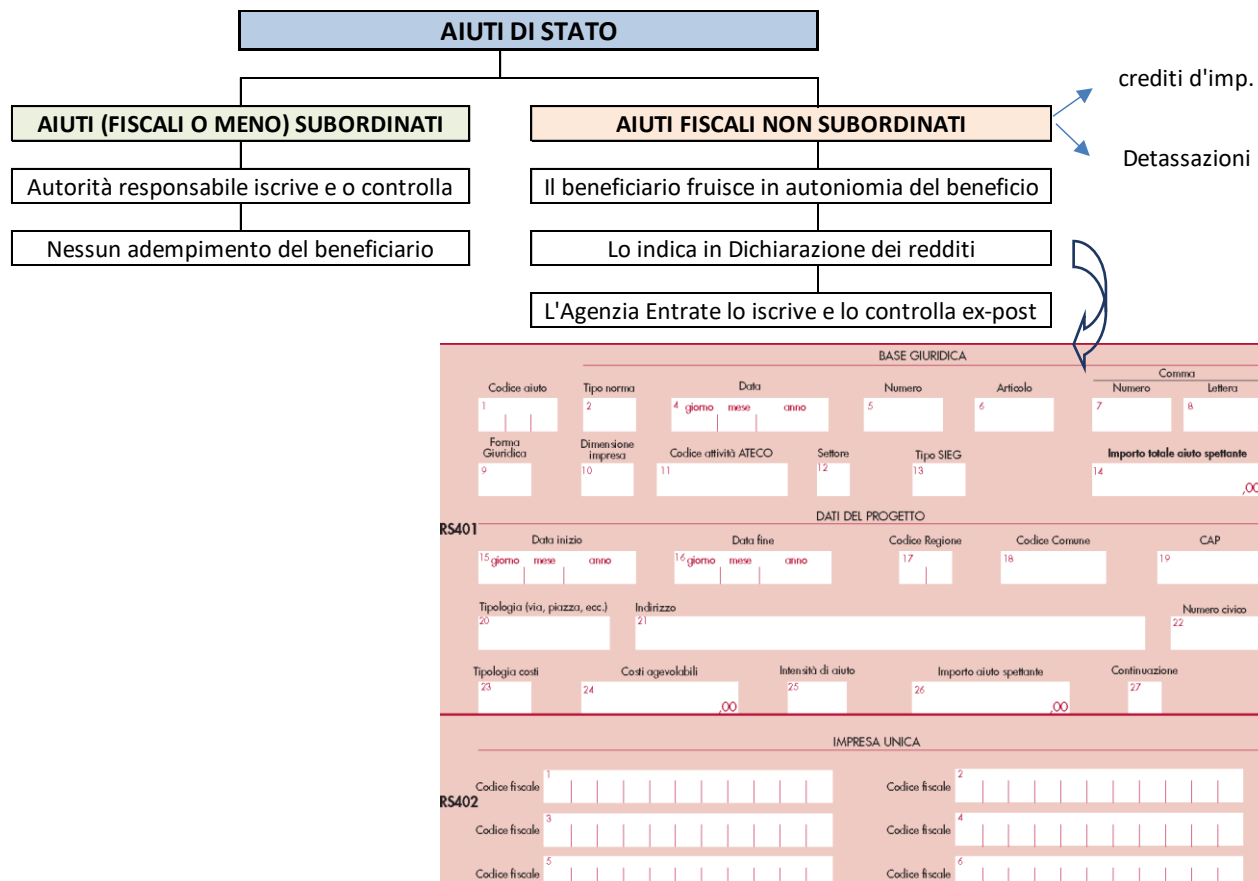 AIUTI DI STATO
crediti d'imp.
AIUTI (FISCALI O MENO) SUBORDINATI
AIUTI FISCALI NON SUBORDINATI
Detassazioni
Autorità responsabile iscrive e o controlla
Il beneficiario fruisce in autoniomia del beneficio
Nessun adempimento del beneficiario
Lo indica in Dichiarazione dei redditi
L'Agenzia Entrate lo iscrive e lo controlla ex-post
BASE GIURIDICA
Comma
Codice aiuto Tipo norma Data Numero Articolo Numero Lettera
1 2 4 giorno mese anno 5 6 7 8
Forma Giuridica Dimensione impresa Codice attività ATECO Settore Tipo SIEG Importo totale aiuto spettante
9 10 11 12 13 14 ,00
DATI DEL PROGETTO
RS401
Data inizio Data fine Codice Regione Codice Comune CAP
15 giorno mese anno 16 giorno mese anno 17 18 19
Tipologia (via, piazza, ecc.) Indirizzo Numero civico
20 21 22
Tipologia costi Costi agevolabili Intensità di aiuto Importo aiuto spettante Continuazione
23 24 ,00 25 26 ,00 27
IMPRESA UNICA
Codice fiscale 1 Codice fiscale 2
RS402
Codice fiscale 3 Codice fiscale 4
Codice fiscale 5 Codice fiscale 6